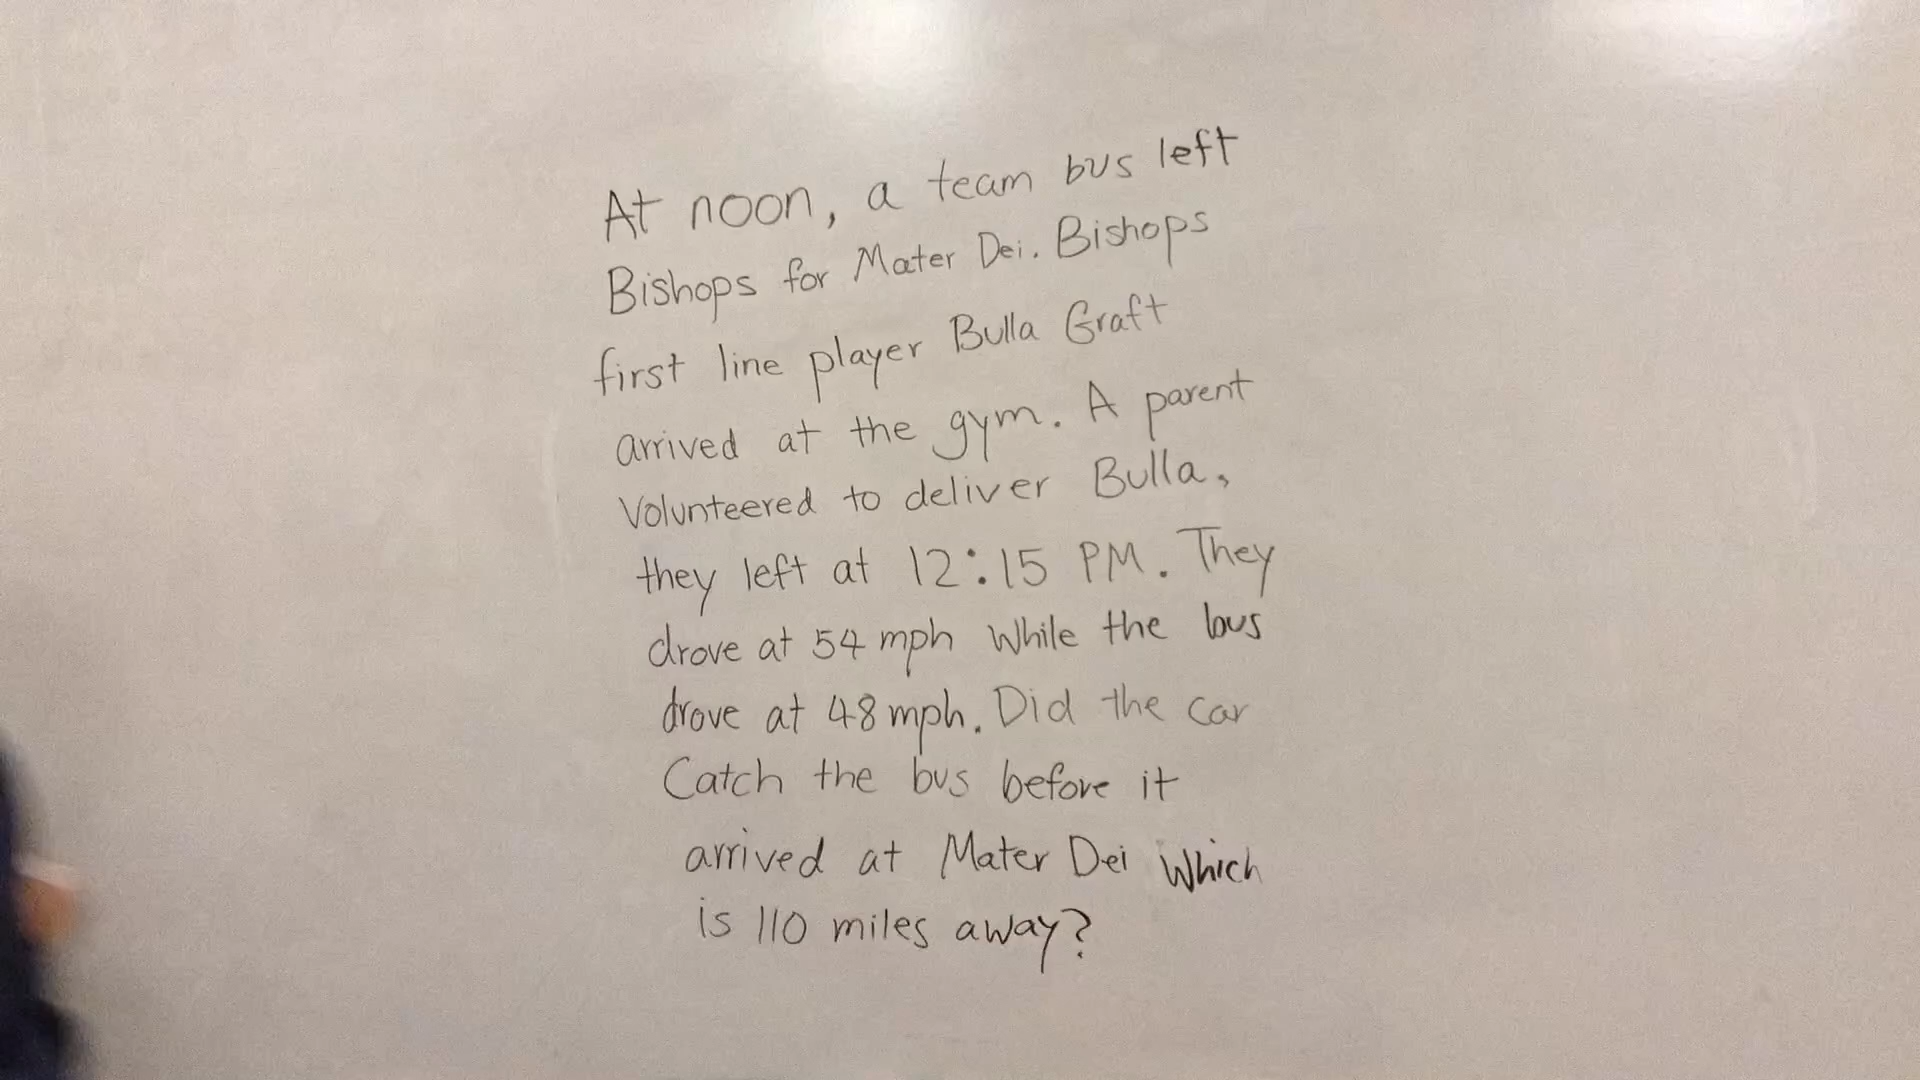 At noon, a team bus left
Bishops for Mater Dei. Bishops
first line player Bulla Graft
arrived at the gym. A parent
Volunteered to deliver Bulla,
they left at 12:15 PM. They
drove at 54 mph While the bus
drove at 48 mph. Did the car
Catch the bus before it
arrived at Mater Dei Which
is 110 miles away?